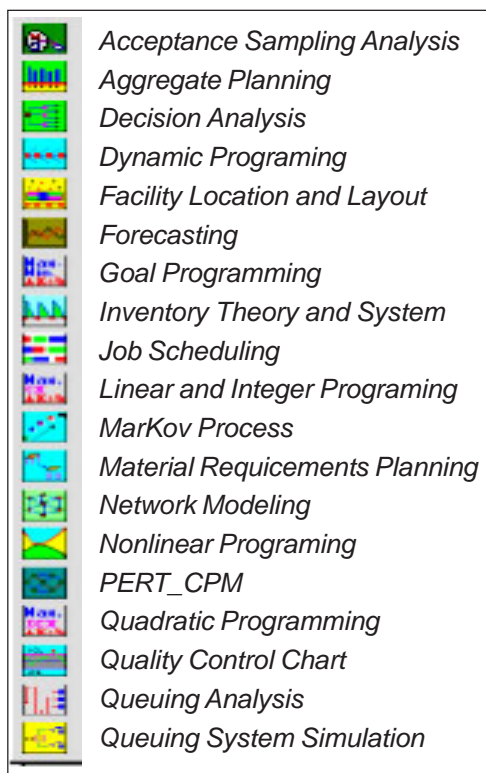 Acceptance Sampling Analysis
Aggregate Planning
Decision Analysis
Dynamic Programing
Facility Location and Layout
Forecasting
Goal Programming
Inventory Theory and System
Job Scheduling
Linear and Integer Programing
MarKov Process
Material Requicements Planning
Network Modeling
Nonlinear Programing
PERT_CPM
Quadratic Programming
Quality Control Chart
Queuing Analysis
Queuing System Simulation